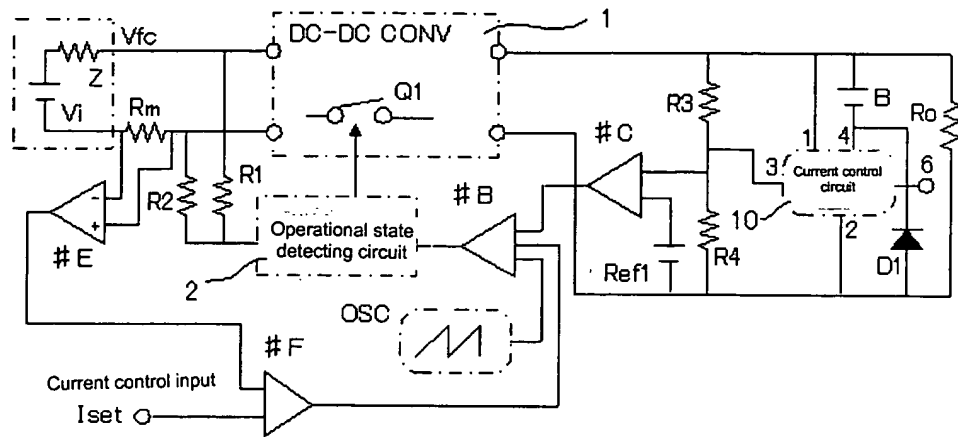 1
DC-DC CONV
Vfc
Z
Vi
Rm
Q1
R3
B
Ro
#C
1
4
3
6
Current control
circuit
R1
R2
#B
10
2
#E
Operational state
detecting circuit
R4
D1
Ref1
2
OSC
#F
Current control input
Iset
-
+